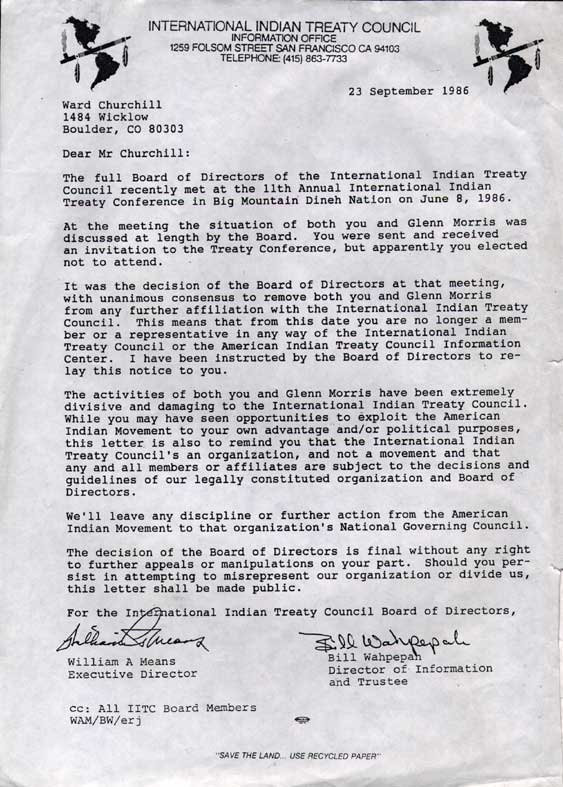 INTERNATIONAL INDIAN TREATY COUNCIL
INFORMATION OFFICE
1259 FOLSOM STREET SAN FRANCISCO CA 94103
TELEPHONE: (415) 863-7733
23 September 1986
Ward Churchill
1484 Wicklow
Boulder, CO 80303
Dear Mr Churchill:
The full Board of Directors of the International Indian Treaty
Council recently met at the 11th Annual International Indian
Treaty Conference in Big Mountain Dineh Nation on June 8, 1986.
At the meeting the situation of both you and Glenn Morris was
discussed at length by the Board. You were sent and received
an invitation to the Treaty Conference, but apparently you elected
not to attend.
It was the decision of the Board of Directors at that meeting,
with unanimous consensus to remove both you and Glenn Morris
from any further affiliation with the International Indian Treaty
Council. This means that from this date you are no longer a mem-
ber or a representative in any way of the International Indian
Treaty Council or the American Indian Treaty Council Information
Center. I have been instructed by the Board of Directors to re-
lay this notice to you.
The activities of both you and Glenn Morris have been extremely
divisive and damaging to the International Indian Treaty Council.
While you may have seen opportunities to exploit the American
Indian Movement to your own advantage and/or political purposes,
this letter is also to remind you that the International Indian
Treaty Council's an organization, and not a movement and that
any and all members or affiliates are subject to the decisions and
guidelines of our legally constituted organization and Board of
Directors.
We'll leave any discipline or further action from the American
Indian Movement to that organization's National Governing Council.
The decision of the Board of Directors is final without any right
to further appeals or manipulations on your part. Should you per-
sist in attempting to misrepresent our organization or divide us,
this letter shall be made public.
For the International Indian Treaty Council Board of Directors,
William A Means
Bill Wahpepah
William A Means
Executive Director
Bill Wahpepah
Director of Information
and Trustee
cc: All IITC Board Members
WAM/BW/erj
"SAVE THE LAND... USE RECYCLED PAPER"